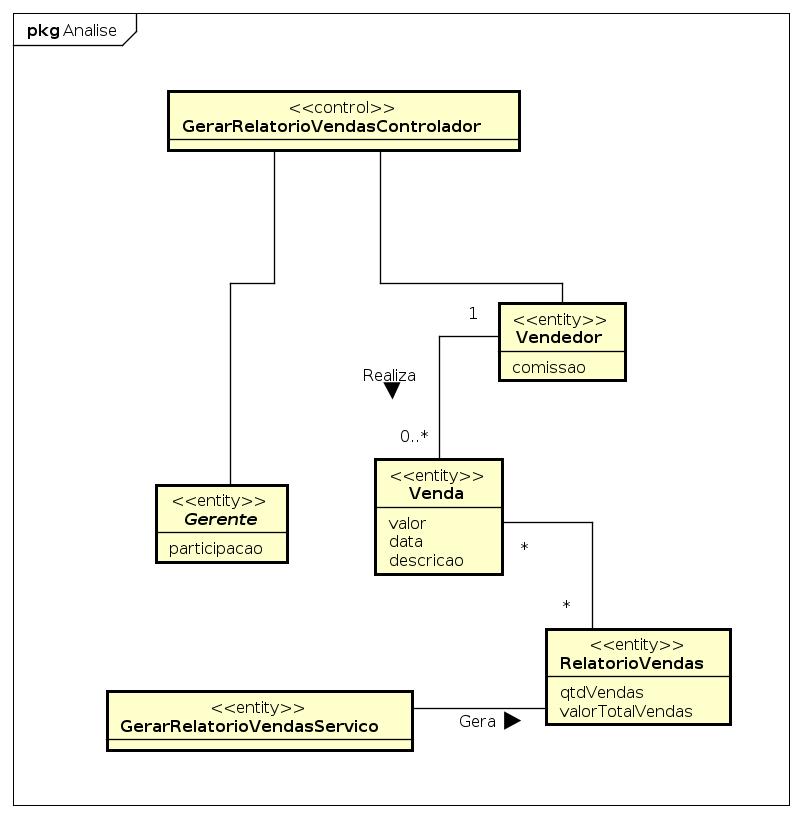 pkg Analise
<<control>>
GerarRelatorioVendasControlador
1
<<entity>>
Vendedor
comissao
Realiza
0..*
<<entity>>
Venda
valor
data
descricao
<<entity>>
Gerente
participacao
*
*
<<entity>>
RelatorioVendas
qtdVendas
valorTotalVendas
<<entity>>
GerarRelatorioVendasServico
Gera